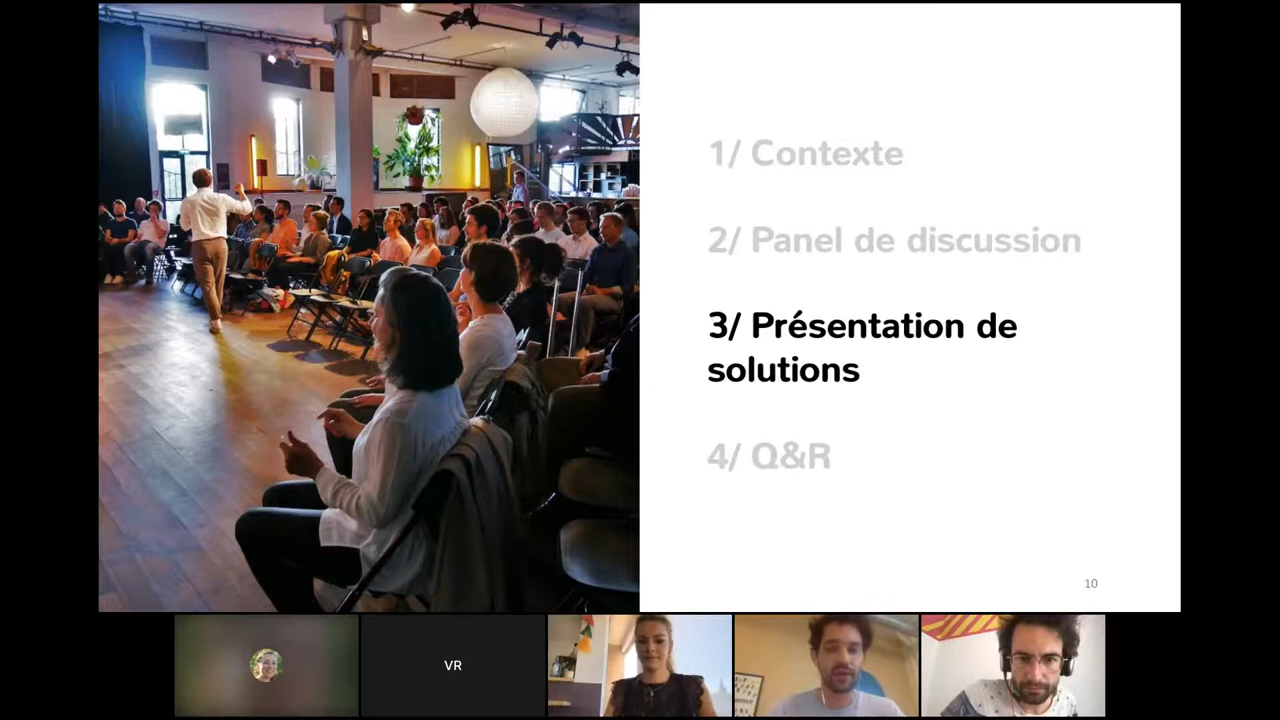 1/ Contexte
2/ Panel de discussion
3/ Présentation de
solutions
4/ Q&R
10
VR